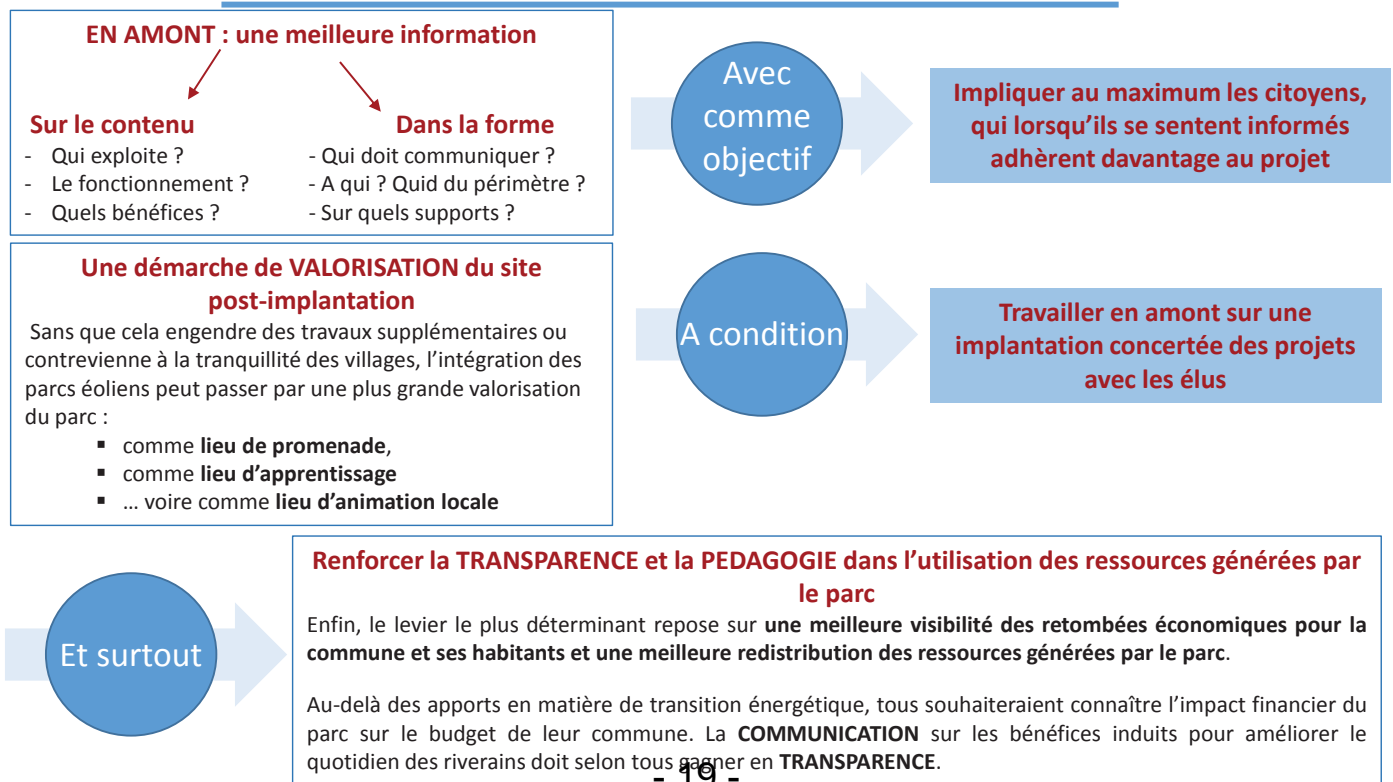 EN AMONT : une meilleure information
Sur le contenu
- Qui exploite ?
- Le fonctionnement ?
- Quels bénéfices ?
Dans la forme
- Qui doit communiquer ?
- A qui ? Quid du périmètre ?
- Sur quels supports ?
Avec
comme
objectif
Impliquer au maximum les citoyens,
qui lorsqu'ils se sentent informés
adhèrent davantage au projet
Une démarche de VALORISATION du site
post-implantation
Sans que cela engendre des travaux supplémentaires ou
contrevienne à la tranquillité des villages, l'intégration des
parcs éoliens peut passer par une plus grande valorisation
du parc :
▪ comme lieu de promenade,
▪ comme lieu d'apprentissage
▪ … voire comme lieu d'animation locale
A condition
Travailler en amont sur une
implantation concertée des projets
avec les élus
Et surtout
Renforcer la TRANSPARENCE et la PEDAGOGIE dans l'utilisation des ressources générées par
le parc
Enfin, le levier le plus déterminant repose sur une meilleure visibilité des retombées économiques pour la
commune et ses habitants et une meilleure redistribution des ressources générées par le parc.
Au-delà des apports en matière de transition énergétique, tous souhaiteraient connaître l'impact financier du
parc sur le budget de leur commune. La COMMUNICATION sur les bénéfices induits pour améliorer le
quotidien des riverains doit selon tous gagner en TRANSPARENCE.
- 19 -